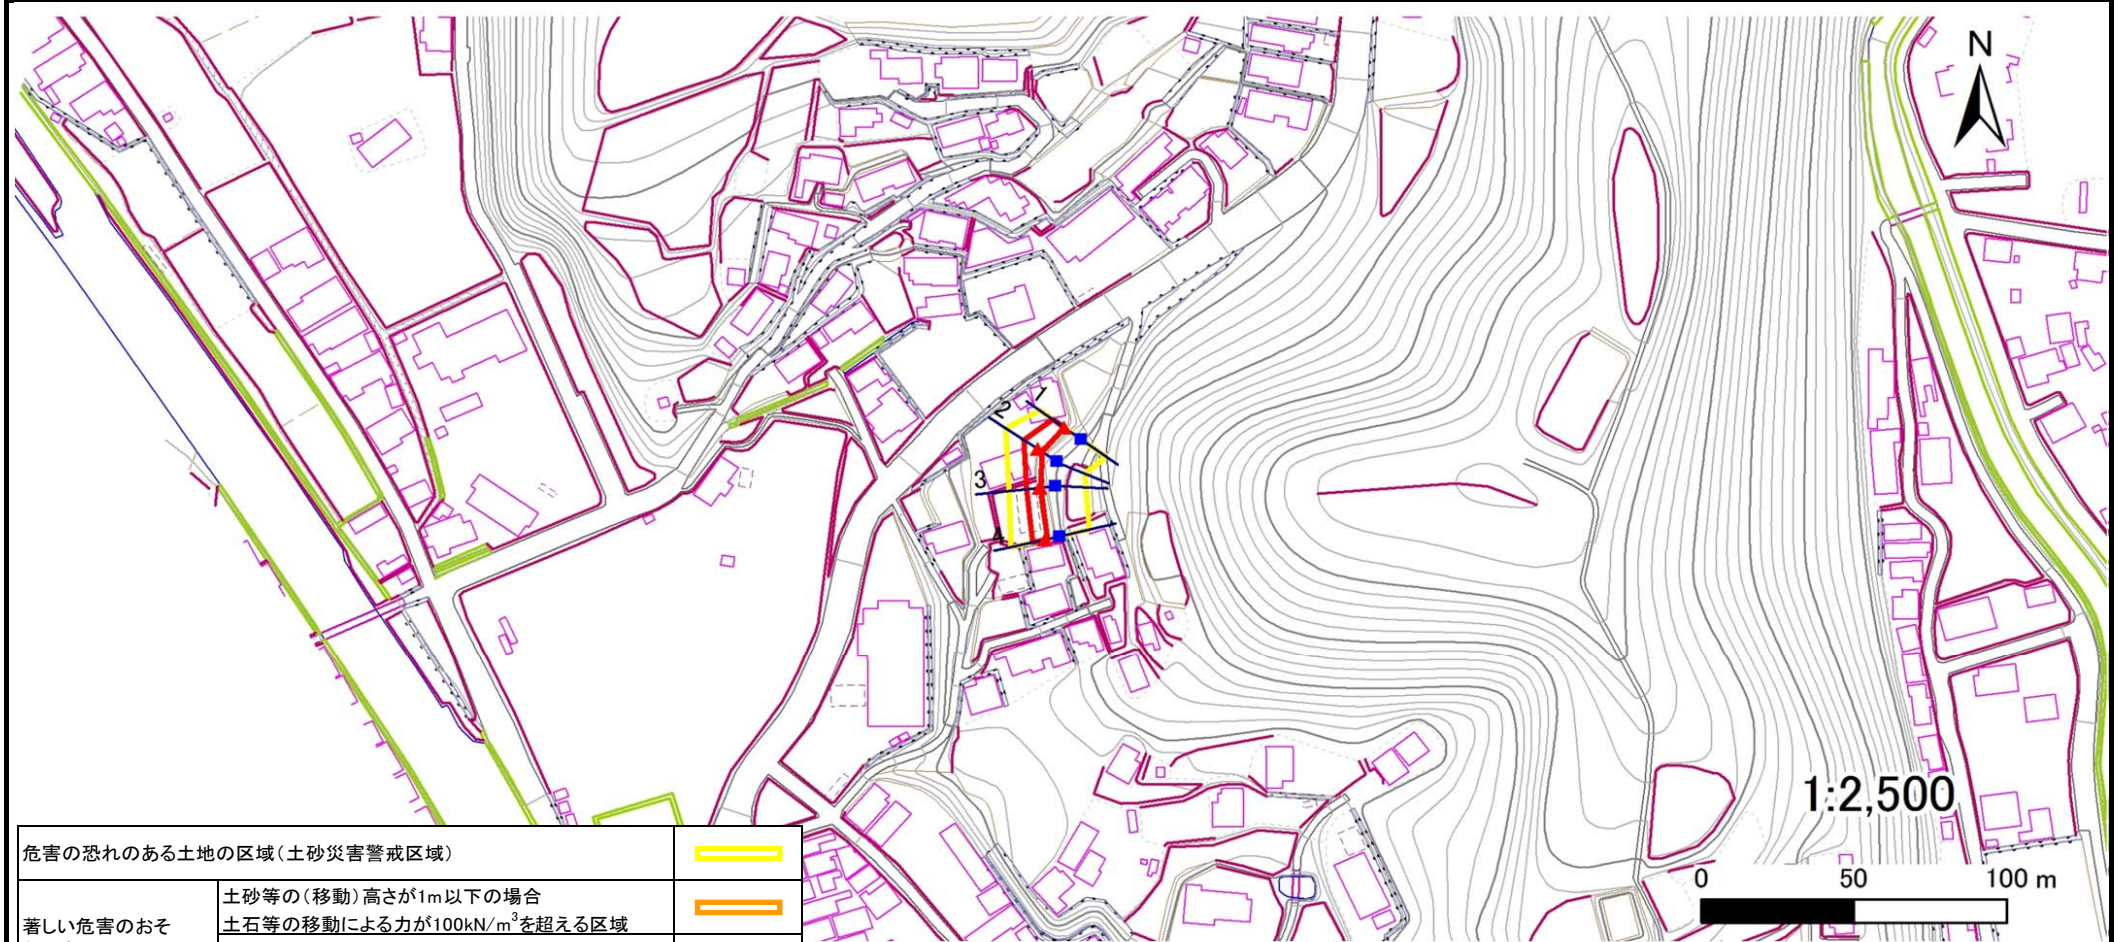 N
1
2
3
4
1:2,500
0 50 100 m
危害の恐れのある土地の区域(土砂災害警戒区域)
土砂等の(移動)高さが1m以下の場合
土石等の移動による力が100kN/m³を超える区域
著しい危害のおそ